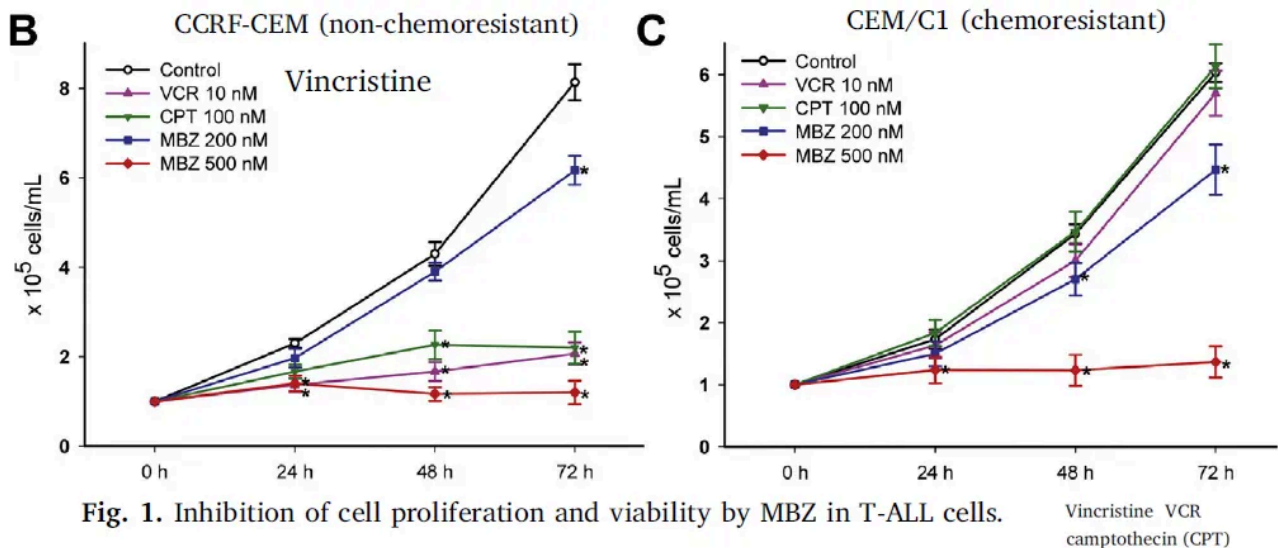 B
CCRF-CEM (non-chemoresistant)
Control
VCR 10 nM
CPT 100 nM
MBZ 200 nM
MBZ 500 nM
Vincristine
x 10⁵ cells/mL
8
6
4
2
0
0 h
24 h
48 h
72 h
*
*
*
*
*
*
*
*
*
C
CEM/C1 (chemoresistant)
Control
VCR 10 nM
CPT 100 nM
MBZ 200 nM
MBZ 500 nM
x 10⁵ cells/mL
6
5
4
3
2
1
0
0 h
24 h
48 h
72 h
*
*
*
*
*
Fig. 1. Inhibition of cell proliferation and viability by MBZ in T-ALL cells.
Vincristine VCR
camptothecin (CPT)